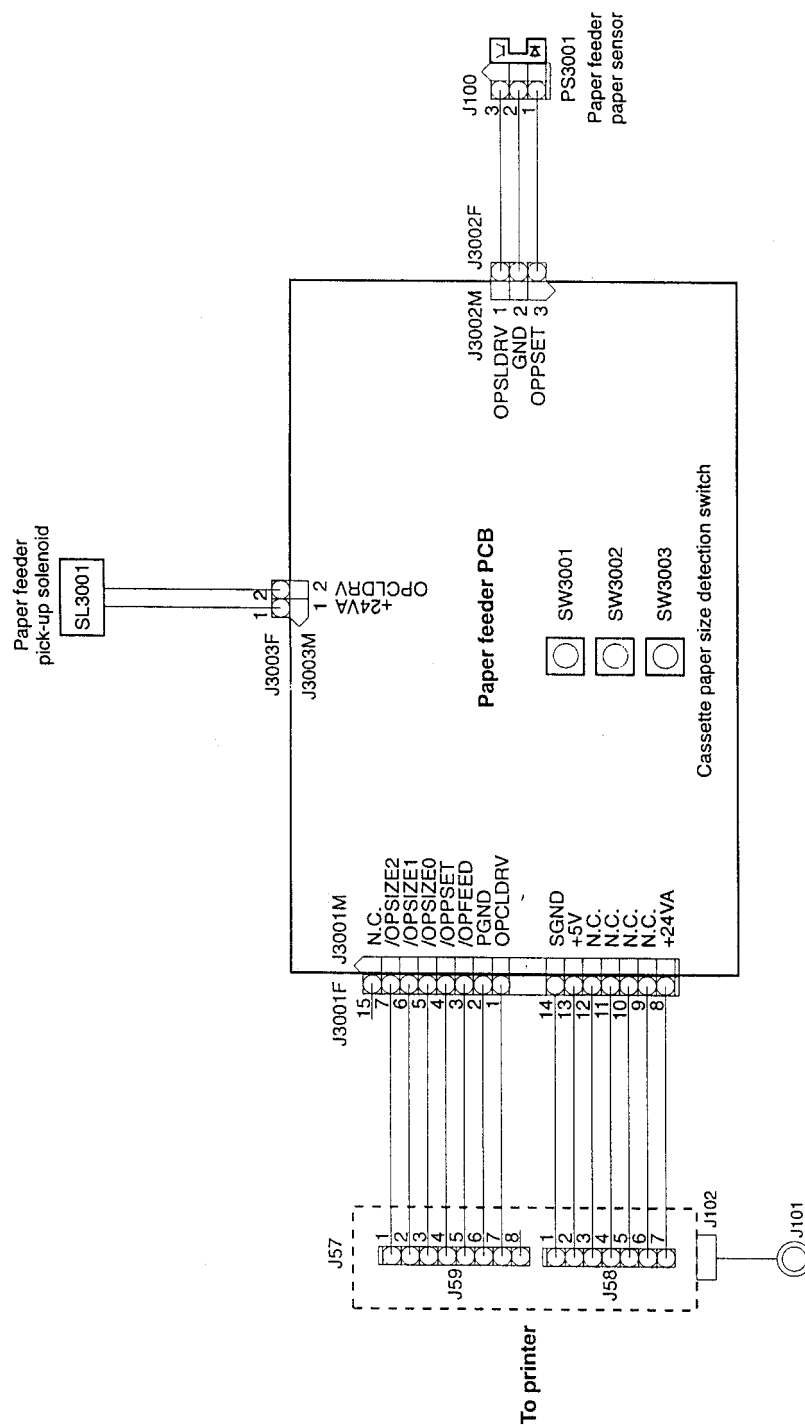 Paper feeder
pick-up solenoid
SL3001
1 2
J3003F
J3003M
1 2
+24VA
OPCLDRV
To printer
J57
1
2
3
4
5
6
7
8
J59
1
2
3
4
5
6
7
J58
J102
J101
J3001F
J3001M
15 N.C.
7 /OPSIZE2
6 /OPSIZE1
5 /OPSIZE0
4 /OPPSET
3 /OPFEED
2 PGND
1 OPCLDRV
14 SGND
13 +5V
12 N.C.
11 N.C.
10 N.C.
9 N.C.
8 +24VA
Paper feeder PCB
SW3001
SW3002
SW3003
Cassette paper size detection switch
J3002M
J3002F
OPSLDRV 1
GND 2
OPPSET 3
J100
3
2
1
PS3001
Paper feeder
paper sensor